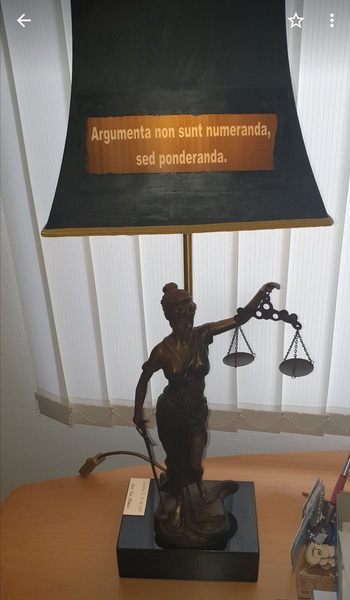 Argumenta non sunt numeranda,
sed ponderanda.